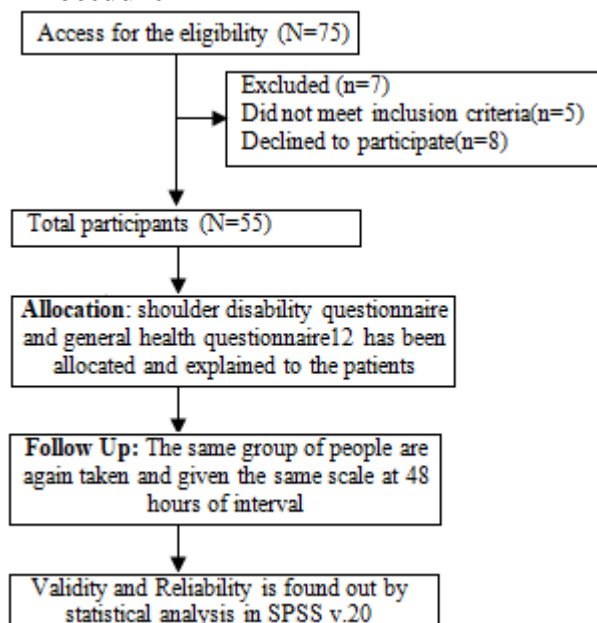 Access for the eligibility (N=75)
Excluded (n=7)
Did not meet inclusion criteria(n=5)
Declined to participate(n=8)
Total participants (N=55)
Allocation: shoulder disability questionnaire
and general health questionnaire12 has been
allocated and explained to the patients
Follow Up: The same group of people are
again taken and given the same scale at 48
hours of interval
Validity and Reliability is found out by
statistical analysis in SPSS v.20